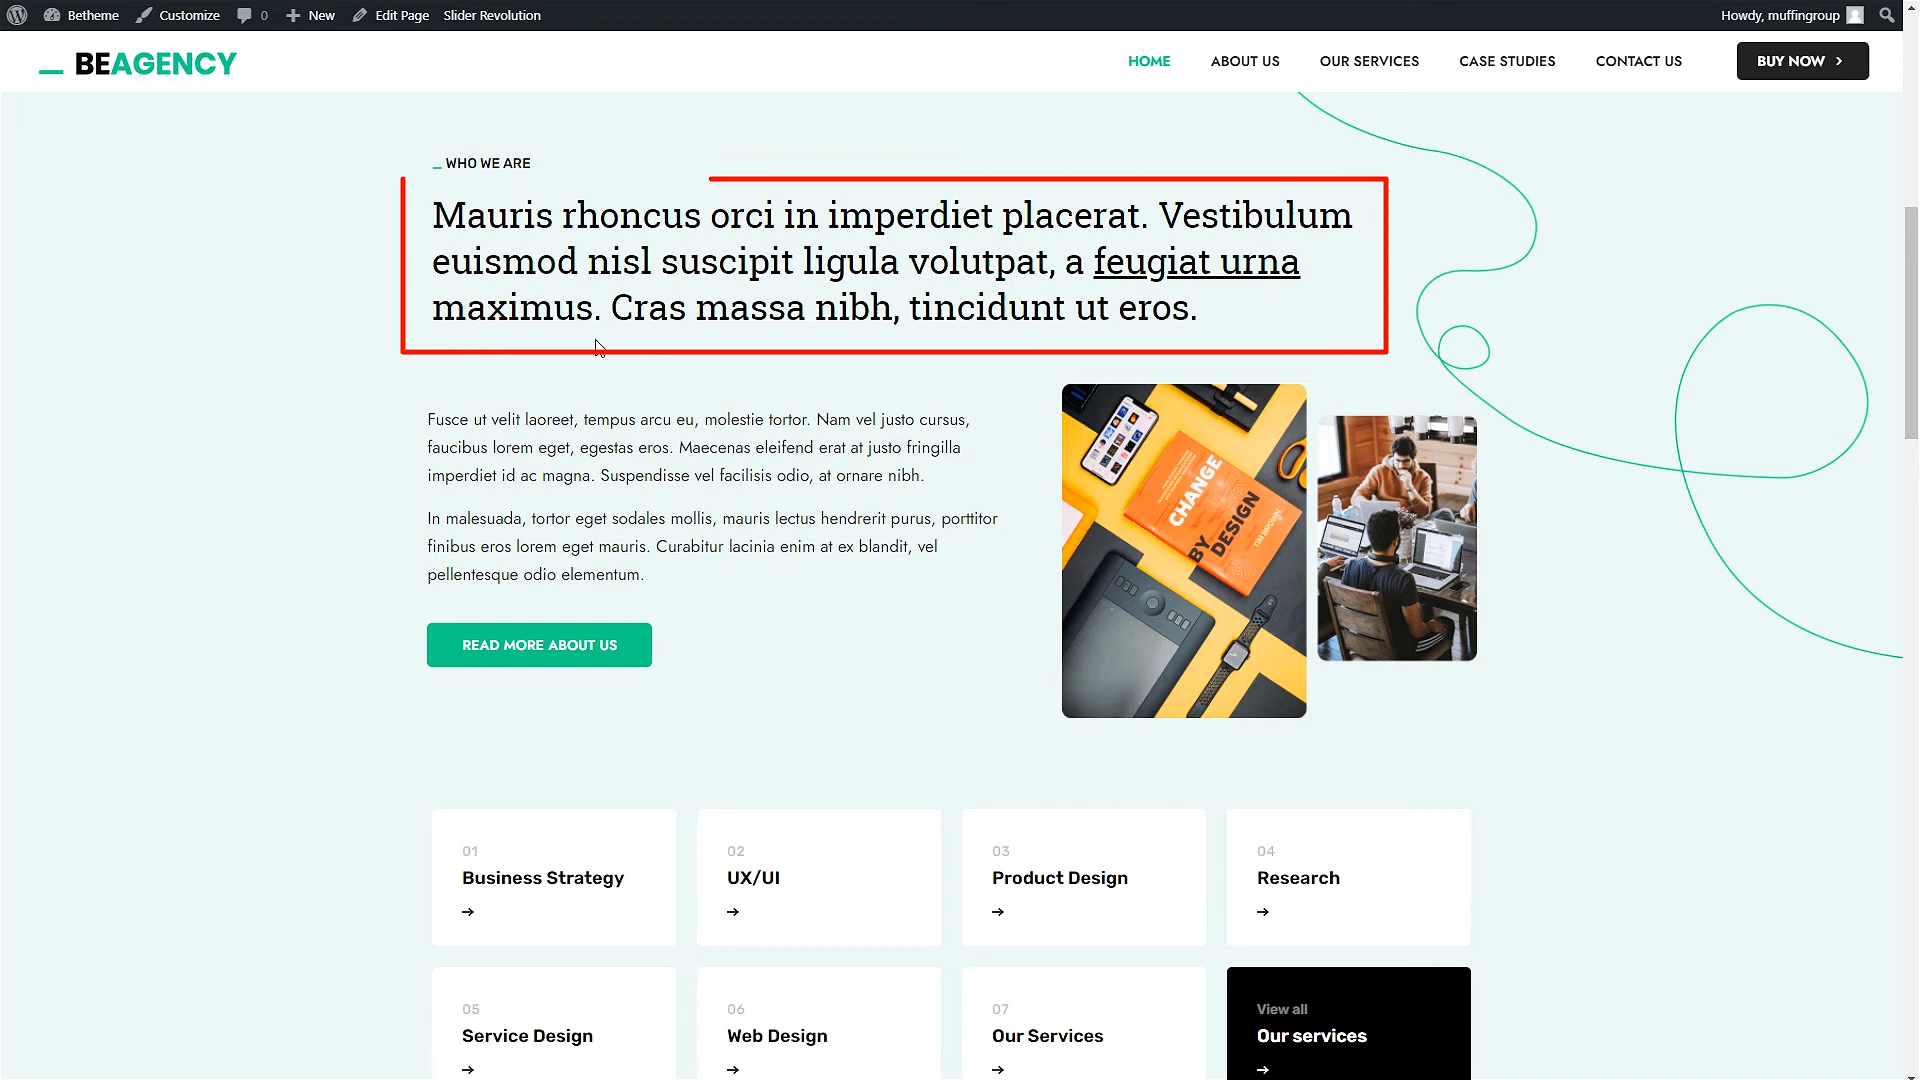 Betheme Customize 0 New Edit Page Slider Revolution Howdy, muffingroup
BEAGENCY HOME ABOUT US OUR SERVICES CASE STUDIES CONTACT US BUY NOW
WHO WE ARE
Mauris rhoncus orci in imperdiet placerat. Vestibulum
euismod nisl suscipit ligula volutpat, a feugiat urna
maximus. Cras massa nibh, tincidunt ut eros.
Fusce ut velit laoreet, tempus arcu eu, molestie tortor. Nam vel justo cursus,
faucibus lorem eget, egestas eros. Maecenas eleifend erat at justo fringilla
imperdiet id ac magna. Suspendisse vel facilisis odio, at ornare nibh.
In malesuada, tortor eget sodales mollis, mauris lectus hendrerit purus, porttitor
finibus eros lorem eget mauris. Curabitur lacinia enim at ex blandit, vel
pellentesque odio elementum.
READ MORE ABOUT US
CHANGE
BY
DESIGN
TIM BROWN
01
Business Strategy
02
UX/UI
03
Product Design
04
Research
05
Service Design
06
Web Design
07
Our Services
View all
Our services